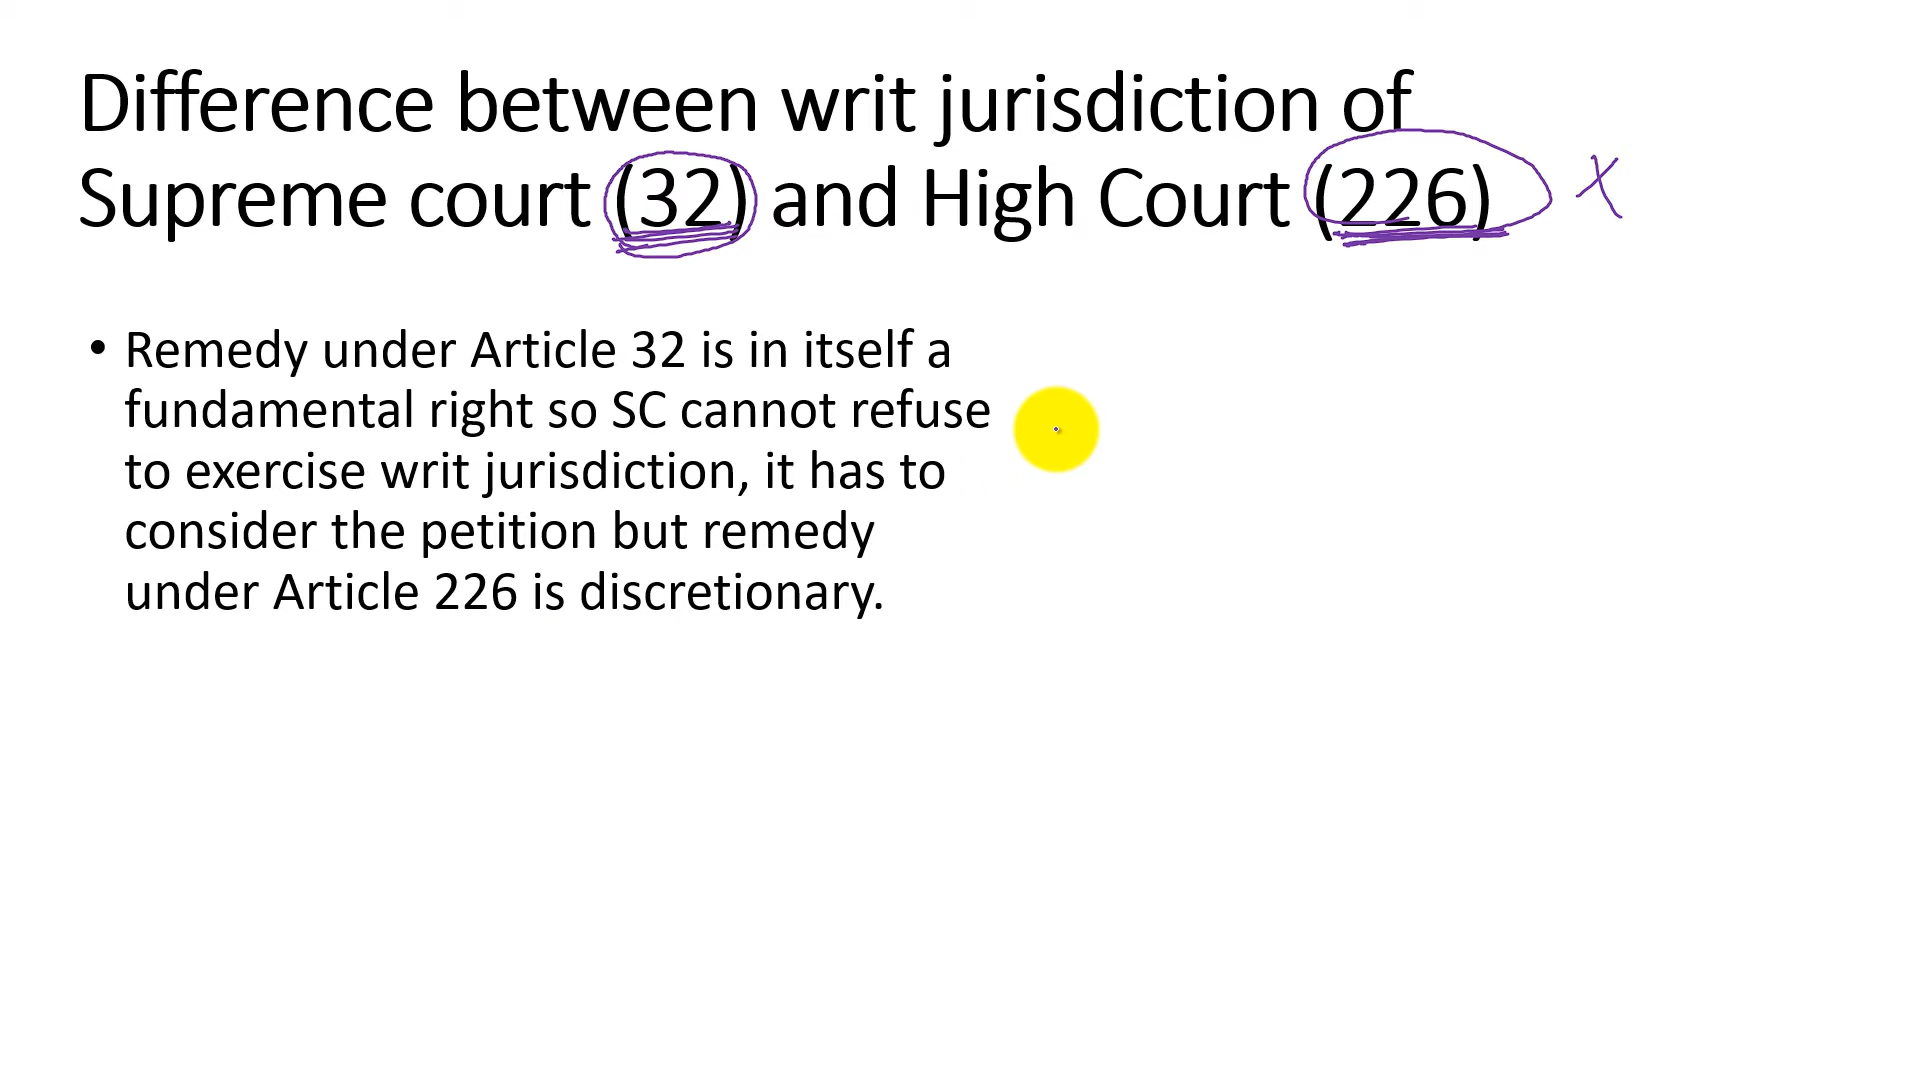 Difference between writ jurisdiction of
Supreme court (32) and High Court (226) x
• Remedy under Article 32 is in itself a
fundamental right so SC cannot refuse
to exercise writ jurisdiction, it has to
consider the petition but remedy
under Article 226 is discretionary.